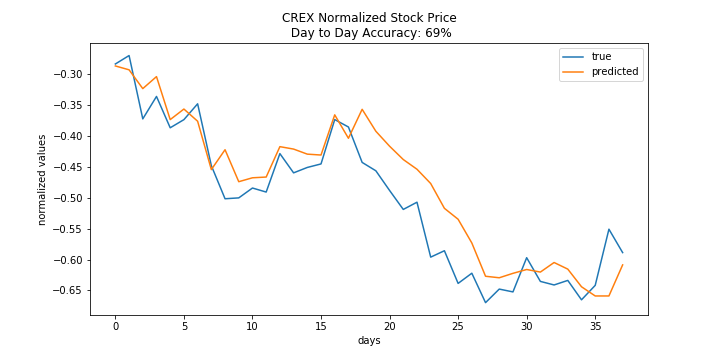 CREX Normalized Stock Price
Day to Day Accuracy: 69%
true
predicted
normalized values
−0.30
−0.35
−0.40
−0.45
−0.50
−0.55
−0.60
−0.65
0
5
10
15
20
25
30
35
days